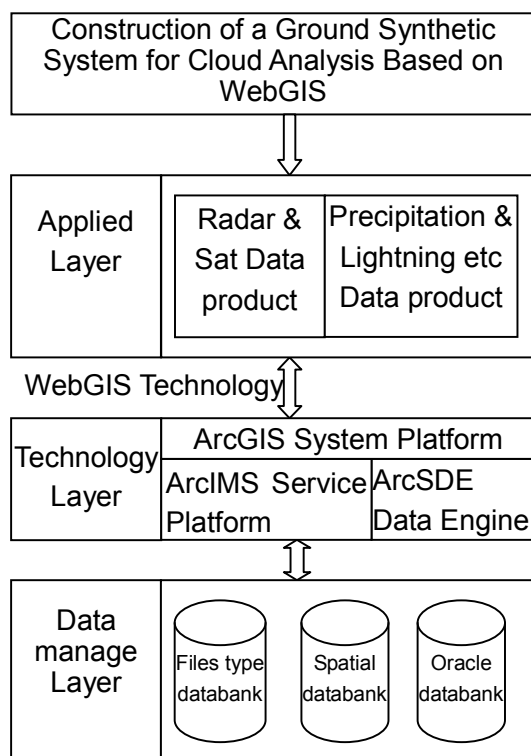 Construction of a Ground Synthetic
System for Cloud Analysis Based on
WebGIS
Applied
Layer
Radar &
Sat Data
product
Precipitation &
Lightning etc
Data product
WebGIS Technology
Technology
Layer
ArcGIS System Platform
ArcIMS Service
Platform
ArcSDE
Data Engine
Data
manage
Layer
Files type
databank
Spatial
databank
Oracle
databank